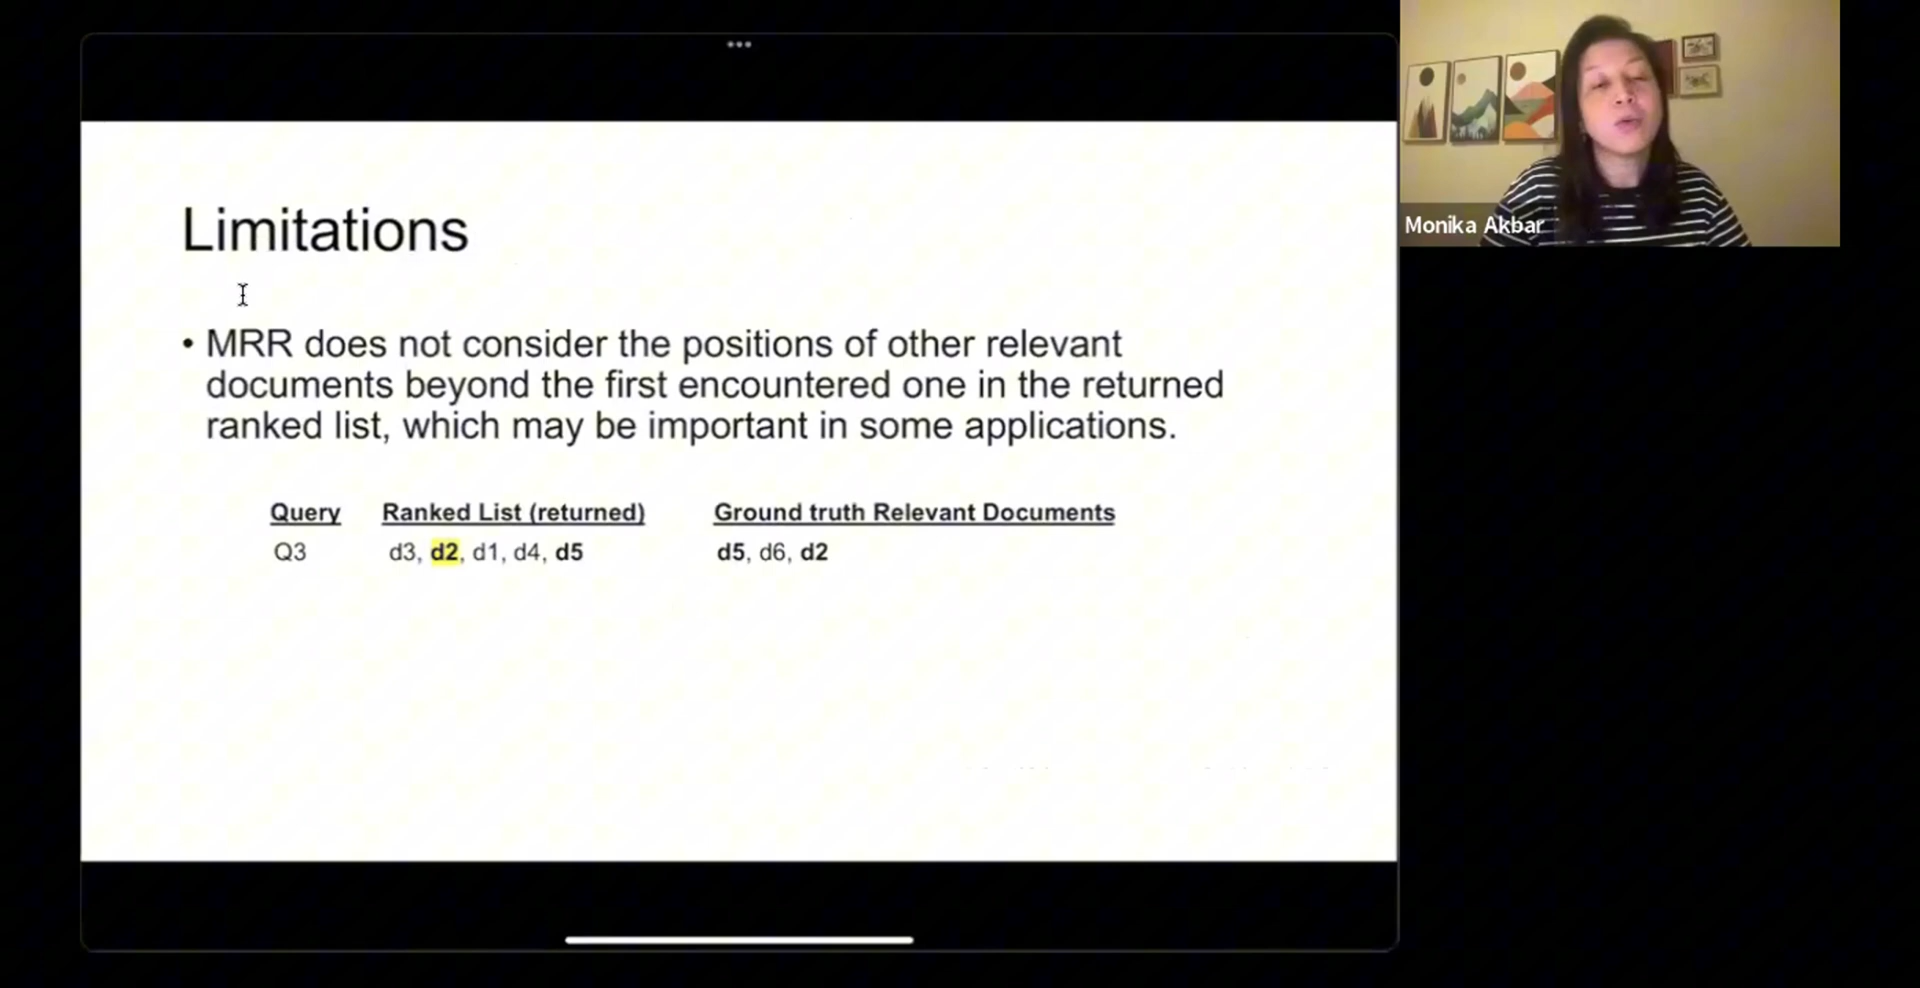 Limitations
• MRR does not consider the positions of other relevant
documents beyond the first encountered one in the returned
ranked list, which may be important in some applications.
Query Ranked List (returned) Ground truth Relevant Documents
Q3 d3, d2, d1, d4, d5 d5, d6, d2
Monika Akbar